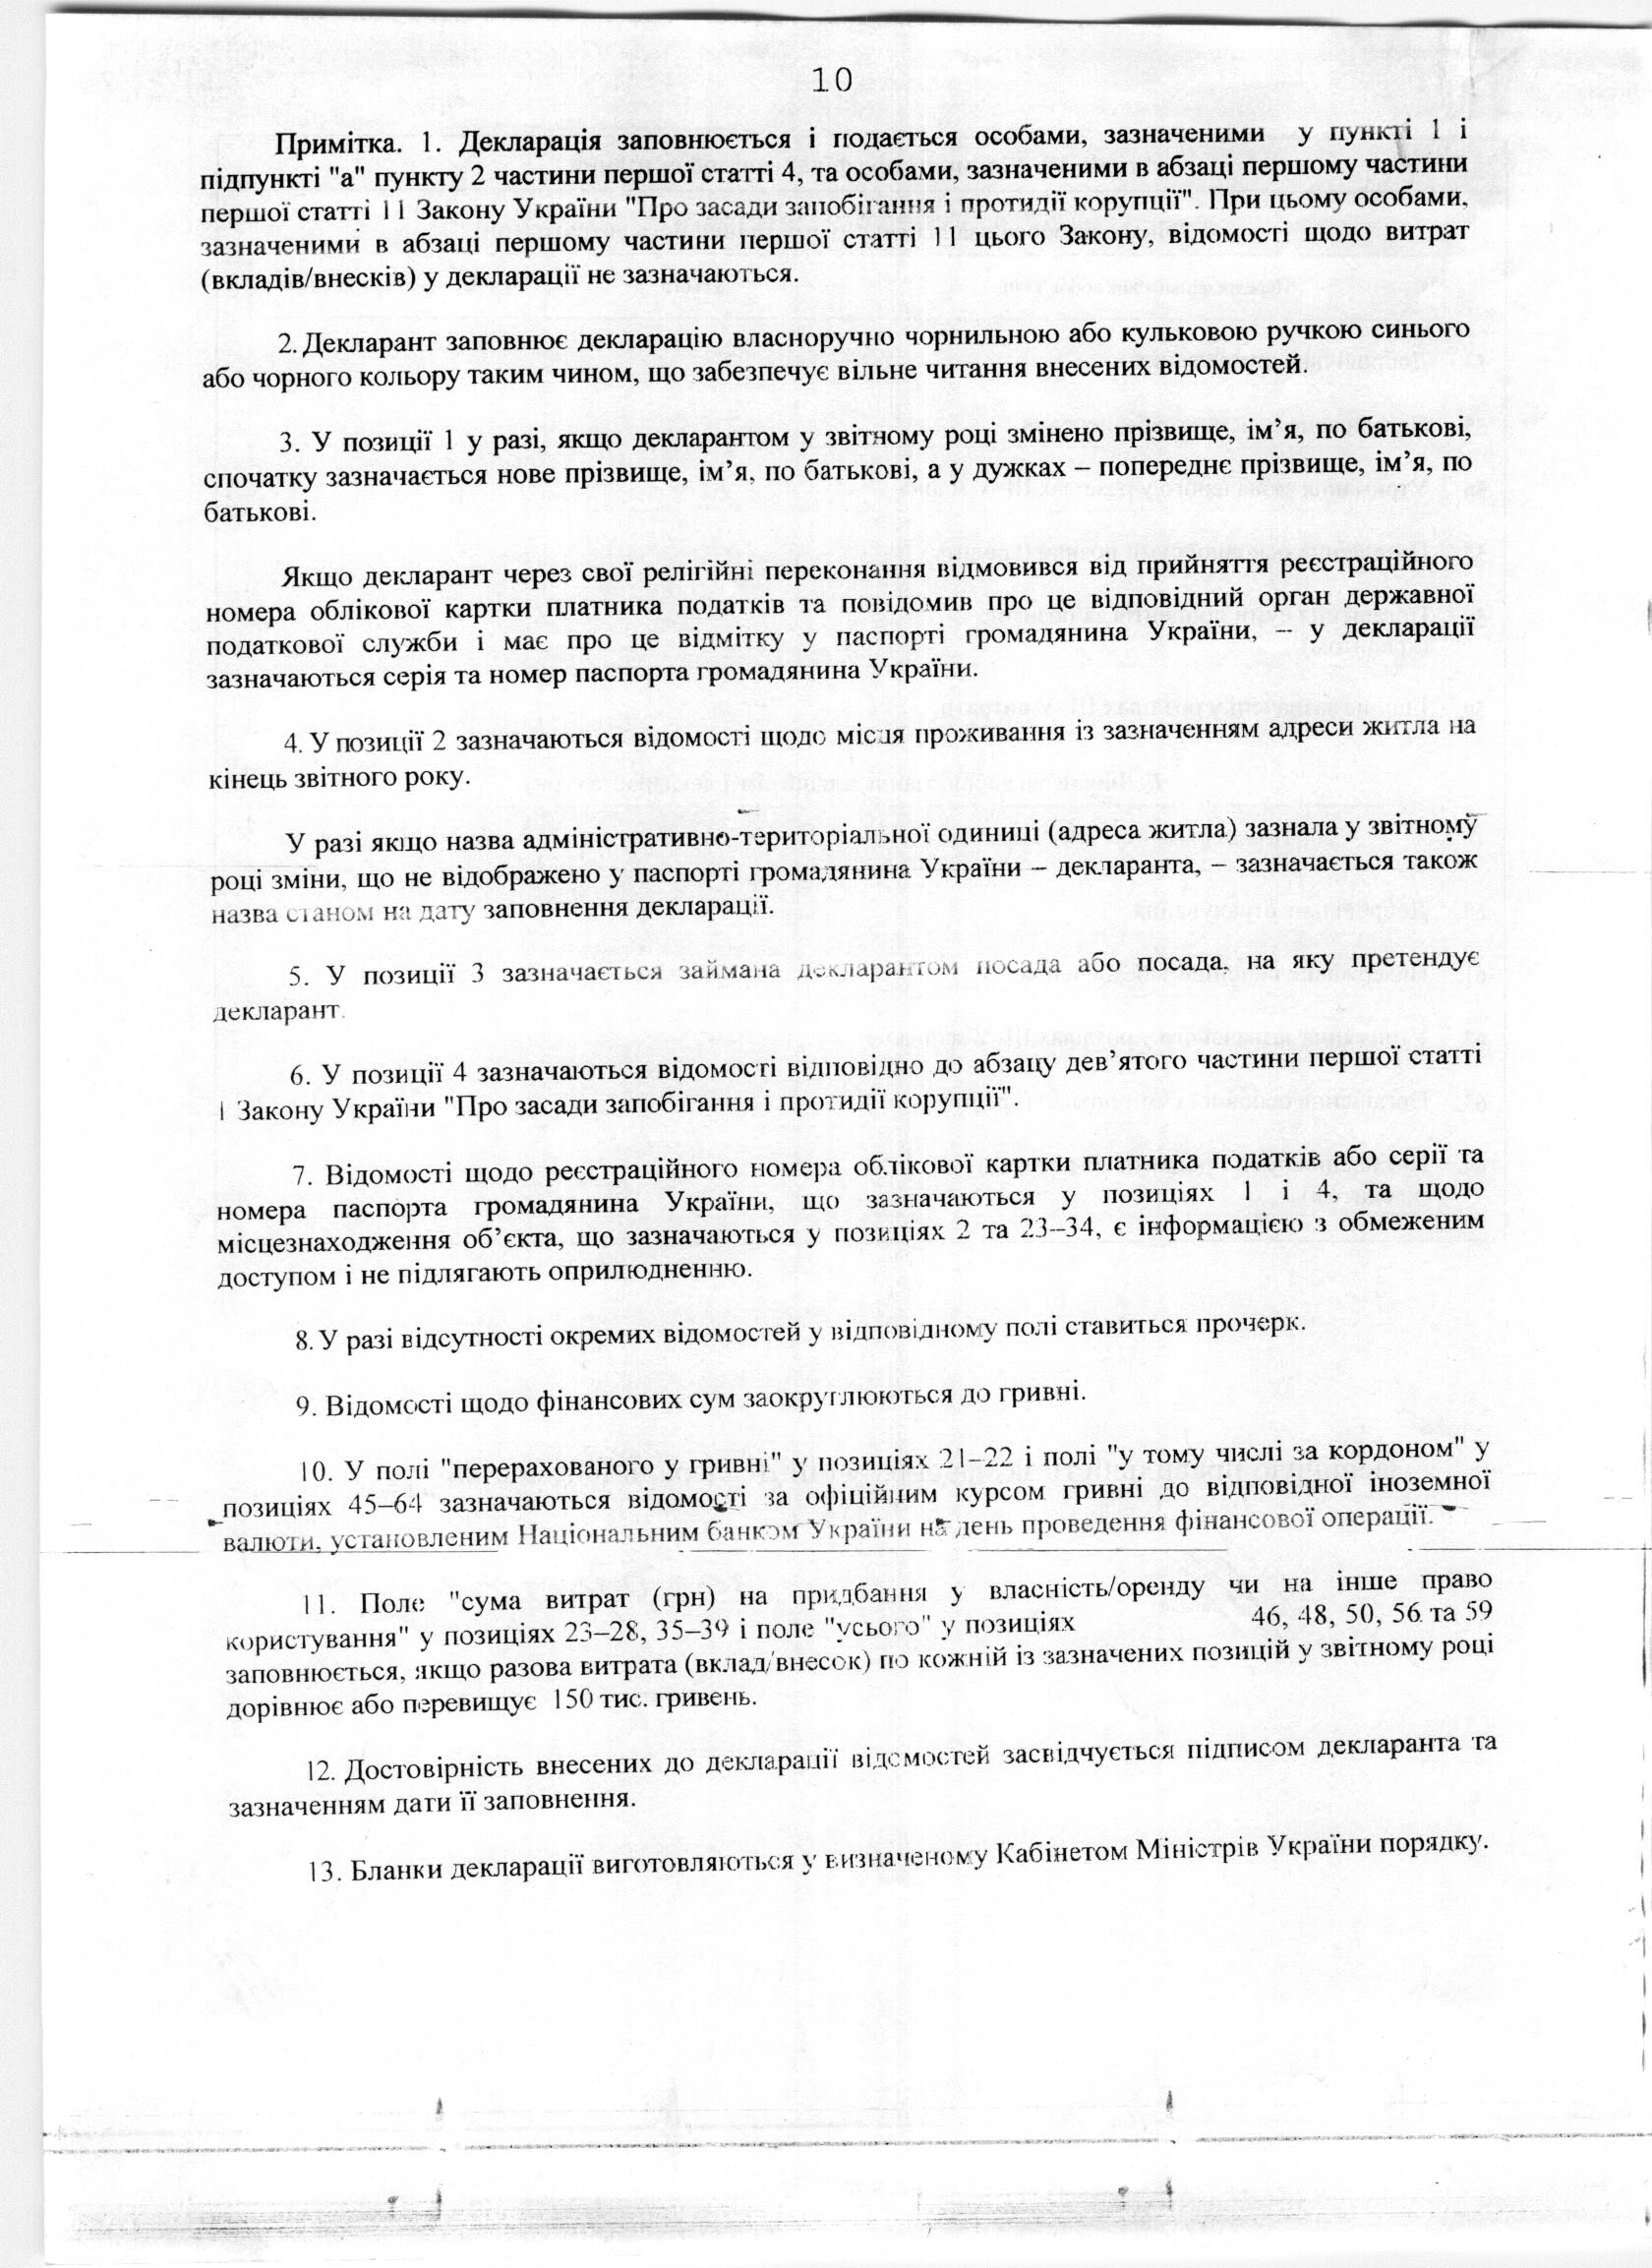 10
Примітка. 1. Декларація заповнюється і подається особами, зазначеними у пункті 1 і
підпункті "а" пункту 2 частини першої статті 4, та особами, зазначеними в абзаці першому частини
першої статті 11 Закону України "Про засади запобігання і протидії корупції". При цьому особами,
зазначеними в абзаці першому частини першої статті 11 цього Закону, відомості щодо витрат
(вкладів/внесків) у декларації не зазначаються.
2. Декларант заповнює декларацію власноручно чорнильною або кульковою ручкою синього
або чорного кольору таким чином, що забезпечує вільне читання внесених відомостей.
3. У позиції 1 у разі, якщо декларантом у звітному році змінено прізвище, ім’я, по батькові,
спочатку зазначається нове прізвище, ім’я, по батькові, а у дужках – попереднє прізвище, ім’я, по
батькові.
Якщо декларант через свої релігійні переконання відмовився від прийняття реєстраційного
номера облікової картки платника податків та повідомив про це відповідний орган державної
податкової служби і має про це відмітку у паспорті громадянина України, – у декларації
зазначаються серія та номер паспорта громадянина України.
4. У позиції 2 зазначаються відомості щодо місця проживання із зазначенням адреси житла на
кінець звітного року.
У разі якщо назва адміністративно-територіальної одиниці (адреса житла) зазнала у звітному
році зміни, що не відображено у паспорті громадянина України – декларанта, – зазначається також
назва станом на дату заповнення декларації.
5. У позиції 3 зазначається займана декларантом посада або посада, на яку претендує
декларант.
6. У позиції 4 зазначаються відомості відповідно до абзацу дев’ятого частини першої статті
1 Закону України "Про засади запобігання і протидії корупції".
7. Відомості щодо реєстраційного номера облікової картки платника податків або серії та
номера паспорта громадянина України, що зазначаються у позиціях 1 і 4, та щодо
місцезнаходження об’єкта, що зазначаються у позиціях 2 та 23–34, є інформацією з обмеженим
доступом і не підлягають оприлюдненню.
8. У разі відсутності окремих відомостей у відповідному полі ставиться прочерк.
9. Відомості щодо фінансових сум заокруглюються до гривні.
10. У полі "перерахованого у гривні" у позиціях 21–22 і полі "у тому числі за кордоном" у
позиціях 45–64 зазначаються відомості за офіційним курсом гривні до відповідної іноземної
валюти, установленим Національним банком України на день проведення фінансової операції.
11. Поле "сума витрат (грн) на придбання у власність/оренду чи на інше право
користування" у позиціях 23–28, 35–39 і поле "усього" у позиціях 46, 48, 50, 56 та 59
заповнюється, якщо разова витрата (вклад/внесок) по кожній із зазначених позицій у звітному році
дорівнює або перевищує 150 тис. гривень.
12. Достовірність внесених до декларації відомостей засвідчується підписом декларанта та
зазначенням дати її заповнення.
13. Бланки декларації виготовляються у визначеному Кабінетом Міністрів України порядку.